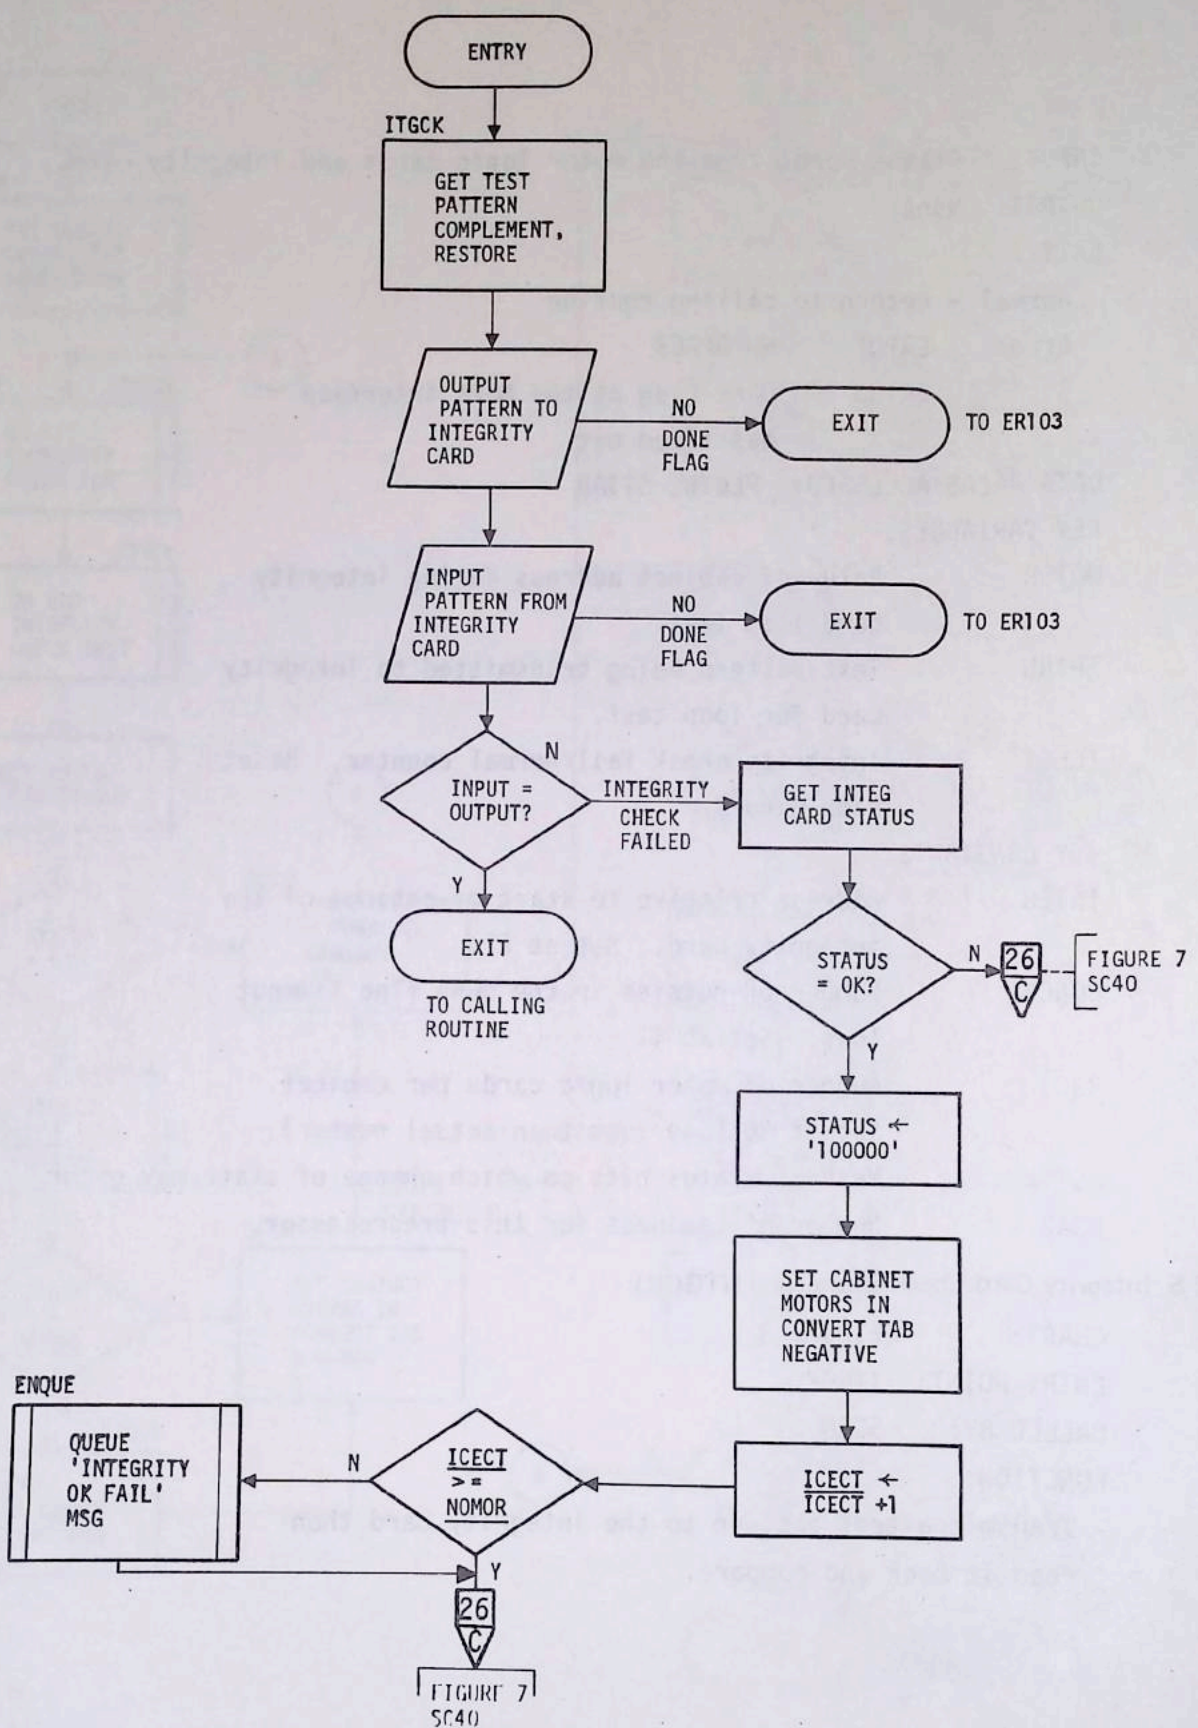 ENTRY
ITGCK
GET TEST
PATTERN
COMPLEMENT,
RESTORE
OUTPUT
PATTERN TO
INTEGRITY
CARD
NO
DONE
FLAG
EXIT
TO ER103
INPUT
PATTERN FROM
INTEGRITY
CARD
NO
DONE
FLAG
EXIT
TO ER103
INPUT =
OUTPUT?
N
INTEGRITY
CHECK
FAILED
GET INTEG
CARD STATUS
Y
EXIT
TO CALLING
ROUTINE
STATUS
= OK?
N
26
C
FIGURE 7
SC40
Y
STATUS ←
'100000'
SET CABINET
MOTORS IN
CONVERT TAB
NEGATIVE
ICECT ←
ICECT +1
ICECT
>=
NOMOR
N
ENQUE
QUEUE
'INTEGRITY
OK FAIL'
MSG
Y
26
C
FIGURE 7
SC40